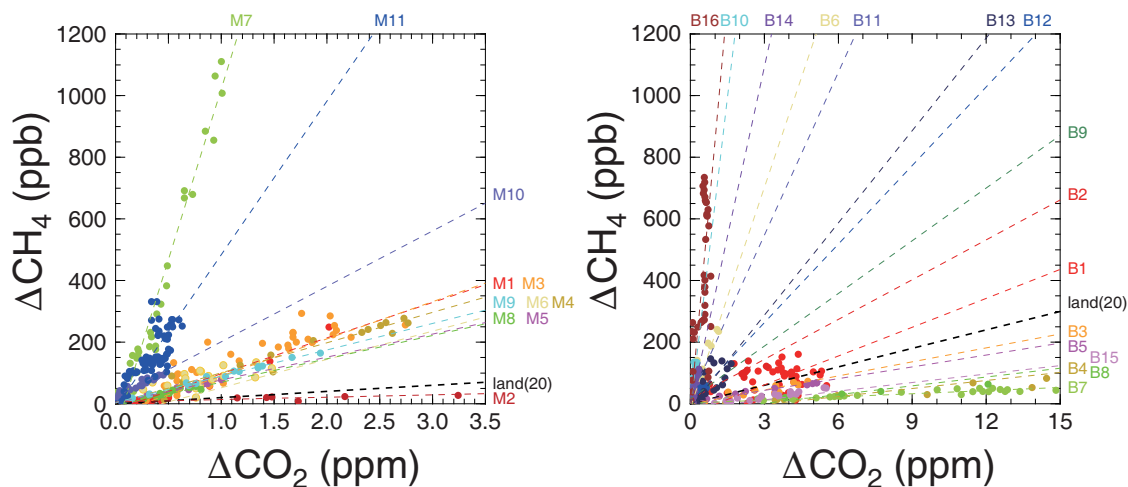 M7 M11
1200
1000
800
600
400
200
0
ΔCH₄ (ppb)
M10
M1 M3
M9 M6 M4
M8 M5
land(20)
M2
0.0 0.5 1.0 1.5 2.0 2.5 3.0 3.5
ΔCO₂ (ppm)
B16 B10 B14 B6 B11 B13 B12
1200
1000
800
600
400
200
0
ΔCH₄ (ppb)
B9
B2
B1
land(20)
B3
B5
B15
B4
B8
B7
0 3 6 9 12 15
ΔCO₂ (ppm)